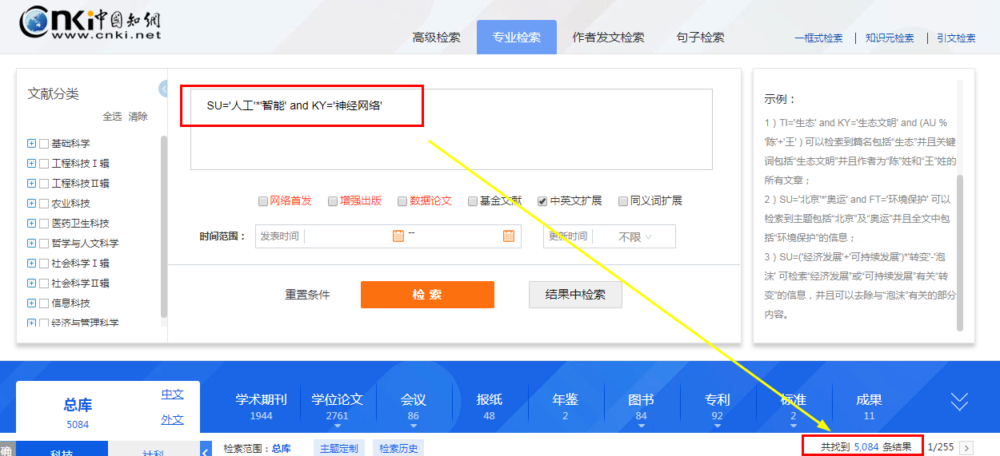 Cnki中国知网
www.cnki.net
高级检索 专业检索 作者发文检索 句子检索 一框式检索 | 知识元检索 | 引文检索
文献分类
全选 清除
基础科学
工程科技Ⅰ辑
工程科技Ⅱ辑
农业科技
医药卫生科技
哲学与人文科学
社会科学Ⅰ辑
社会科学Ⅱ辑
信息科技
经济与管理科学
SU='人工'*'智能' and KY='神经网络'
网络首发 增强出版 数据论文 基金文献 中英文扩展 同义词扩展
时间范围： 发表时间 -- 更新时间 不限
重置条件 检 索 结果中检索
示例：
1）TI='生态' and KY='生态文明' and (AU %
'陈'+'王' ) 可以检索到篇名包括“生态”并且关键
词包括“生态文明”并且作者为“陈”姓和“王”姓的
所有文章；
2）SU='北京'*'奥运' and FT='环境保护' 可以
检索到主题包括“北京”及“奥运”并且全文中包
括“环境保护”的信息；
3）SU=('经济发展'+'可持续发展')*'转变'-'泡
沫' 可检索“经济发展”或“可持续发展”有关“转
变”的信息，并且可以去除与“泡沫”有关的部分
内容。
总库
5084
中文
外文
学术期刊 学位论文 会议 报纸 年鉴 图书 专利 标准 成果
1944 2761 86 48 2 84 92 2 11
确 科技 社科 检索范围：总库 主题定制 检索历史 共找到 5,084 条结果 1/255